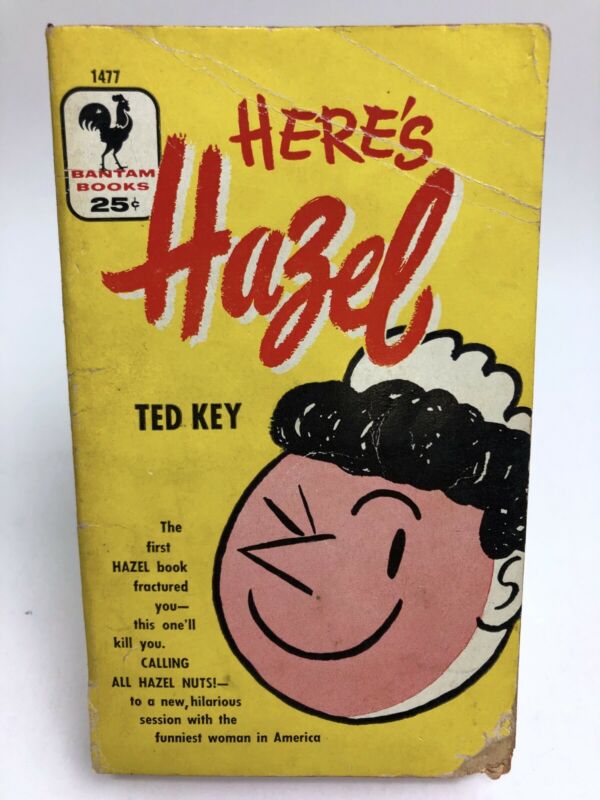 1477
BANTAM
BOOKS
25¢
HERE'S
Hazel
TED KEY
The
first
HAZEL book
fractured
you—
this one'll
kill you.
CALLING
ALL HAZEL NUTS!—
to a new, hilarious
session with the
funniest woman in America